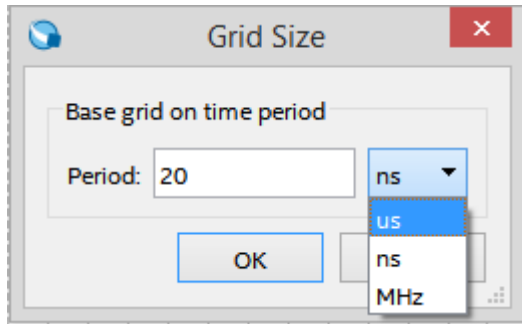 Grid Size
Base grid on time period
Period: 20 ns
us
OK
ns
MHz